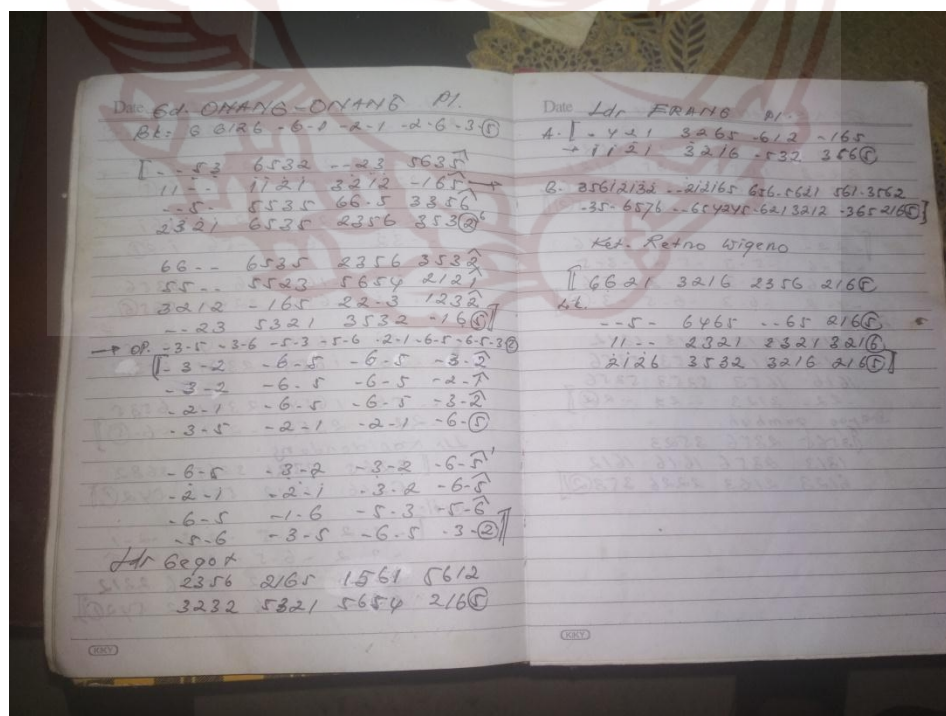 Date Gd. ONANG-ONANG Pl.
Bk: 6 6126 -6-1 -2-1 -2-6 -3-⑤
[--53 6532 --23 5635
11-- 1121 3212 -165 →
--5- 5535 66-5 3356
2321 6535 2356 353② 6
66-- 6535 2356 3532
55-- 5523 5654 2121
3212 -165 22-3 1232
--23 5321 3532 -16⑤]
→ OP. -3-5 -3-6 -5-3 -5-6 -2-1 -6-5 -6-5-3②
[-3-2 -6-5 -6-5 -3-2
-3-2 -6-5 -6-5 -2-1
-2-1 -6-5 -6-5 -3-2
-3-5 -2-1 -2-1 -6-⑤
-6-5 -3-2 -3-2 -6-5
-2-1 -2-1 -3-2 -6-5
-6-5 -1-6 -5-3 -5-6
-5-6 -3-5 -6-5 -3-②]
Ldr Gegot
2356 2165 1561 5612
3232 5321 5654 216⑤
KKY
Date Ldr ERANG Pl
A: [-421 3265 -612 -165
→ 1121 3216 -532 356⑤
B. 35612132 --212165 656-5621 561-3562
-35-6576 --654245-6213212 -365216⑤]
Ket. Retno Wigeno
[6621 3216 2356 216⑤
Lik.
--5- 6465 --65 216⑤
11-- 2321 2321 321⑥
2126 3532 3216 216⑤]
KKY